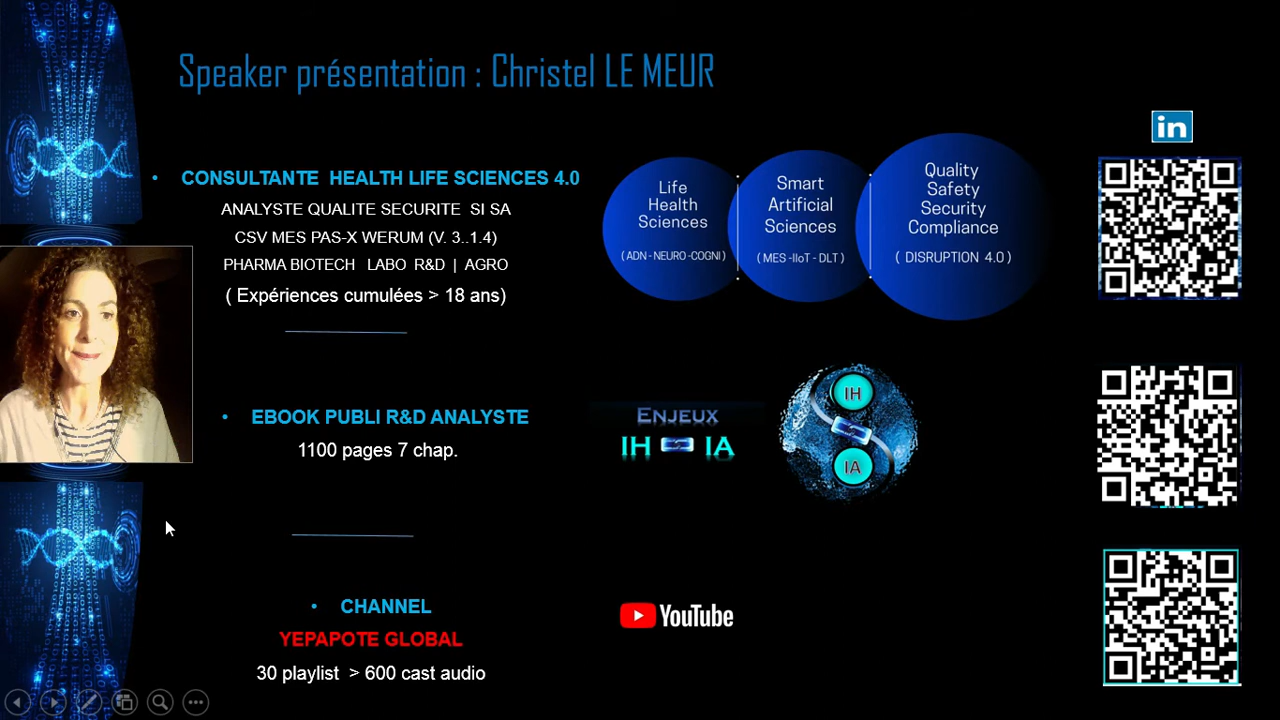 Speaker présentation : Christel LE MEUR
• CONSULTANTE HEALTH LIFE SCIENCES 4.0
ANALYSTE QUALITE SECURITE SI SA
CSV MES PAS-X WERUM (V. 3..1.4)
PHARMA BIOTECH LABO R&D | AGRO
( Expériences cumulées > 18 ans)
Life
Health
Sciences
( ADN - NEURO -COGNI )
Smart
Artificial
Sciences
( MES -IIoT - DLT )
Quality
Safety
Security
Compliance
( DISRUPTION 4.0 )
in
• EBOOK PUBLI R&D ANALYSTE
1100 pages 7 chap.
ENJEUX
IH IA
IH
IA
• CHANNEL
YEPAPOTE GLOBAL
30 playlist > 600 cast audio
YouTube